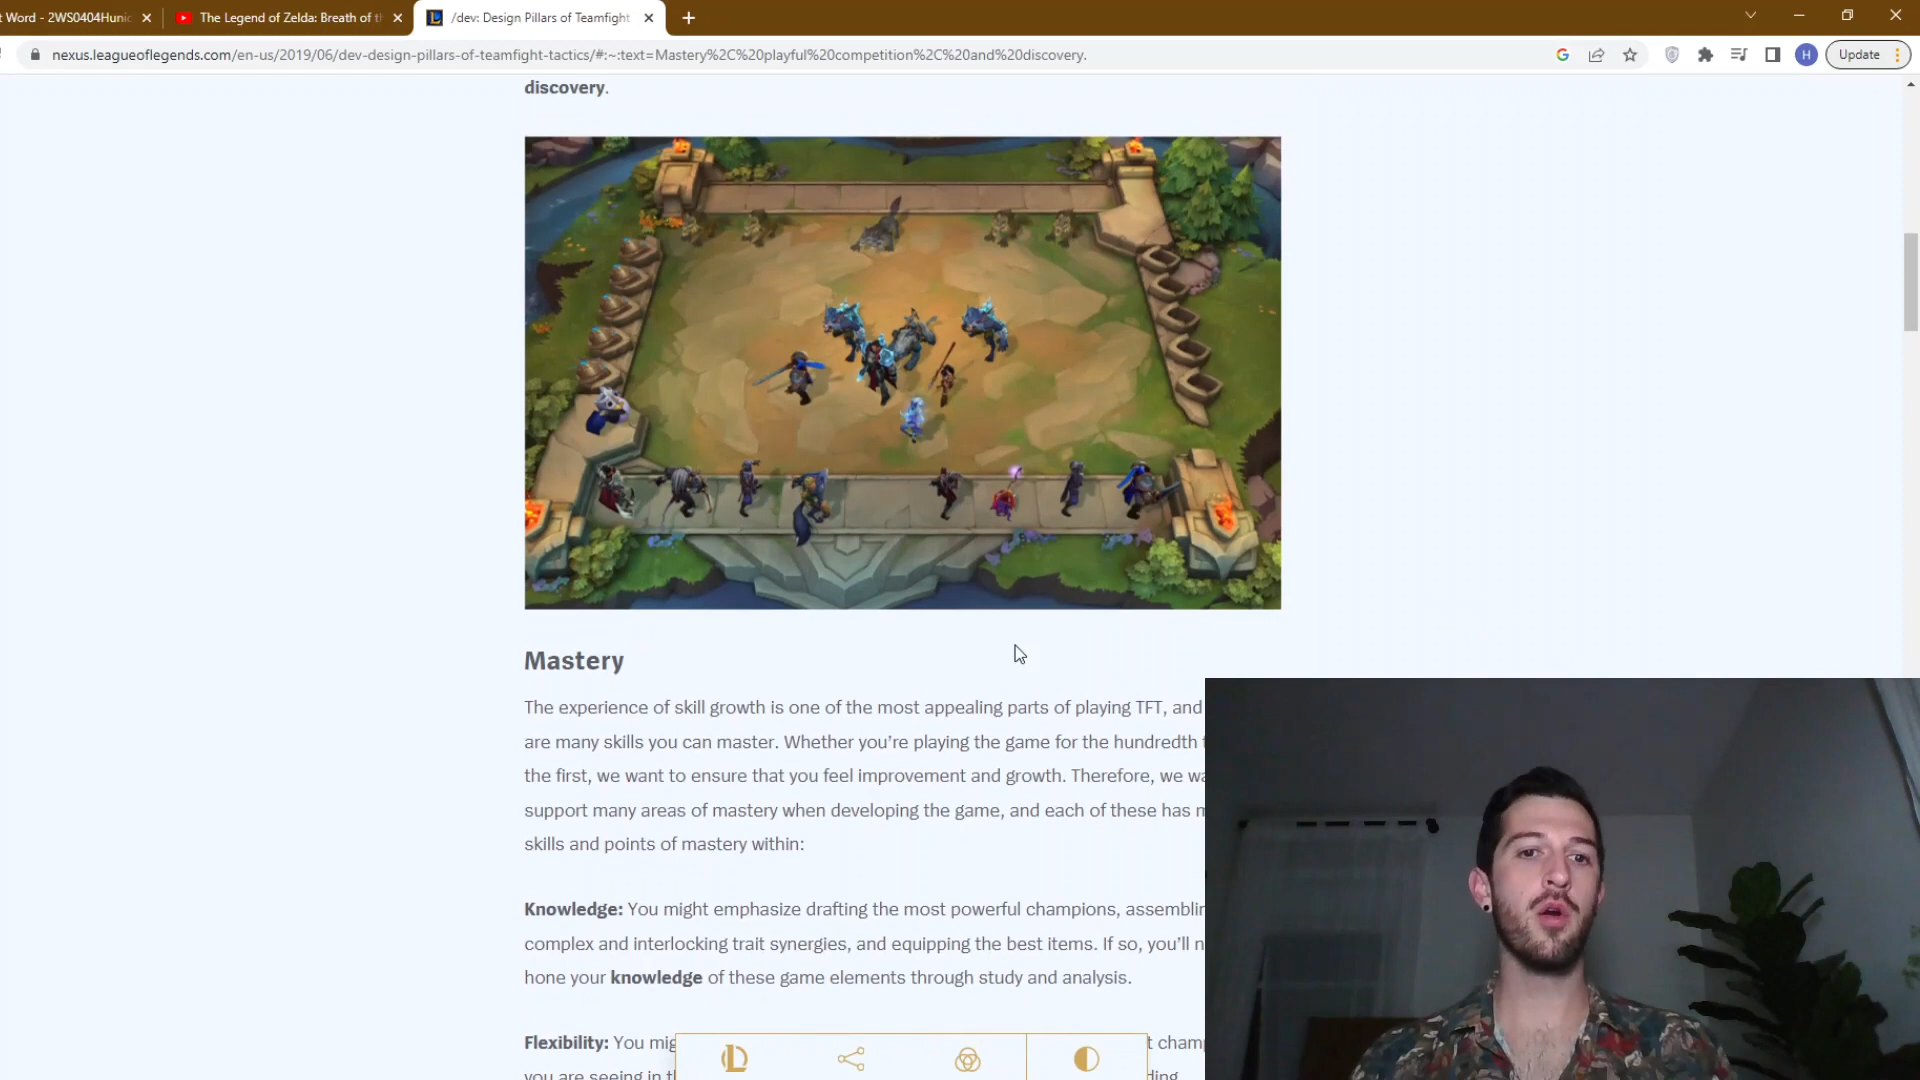 t Word - 2WS0404Hunic
The Legend of Zelda: Breath of th
/dev: Design Pillars of Teamfight
nexus.leagueoflegends.com/en-us/2019/06/dev-design-pillars-of-teamfight-tactics/#:~:text=Mastery%2C%20playful%20competition%2C%20and%20discovery.
H
Update
discovery.
Mastery
The experience of skill growth is one of the most appealing parts of playing TFT, and
are many skills you can master. Whether you're playing the game for the hundredth t
the first, we want to ensure that you feel improvement and growth. Therefore, we wa
support many areas of mastery when developing the game, and each of these has m
skills and points of mastery within:
Knowledge: You might emphasize drafting the most powerful champions, assemblin
complex and interlocking trait synergies, and equipping the best items. If so, you'll n
hone your knowledge of these game elements through study and analysis.
Flexibility: You mig
t champ
you are seeing in t